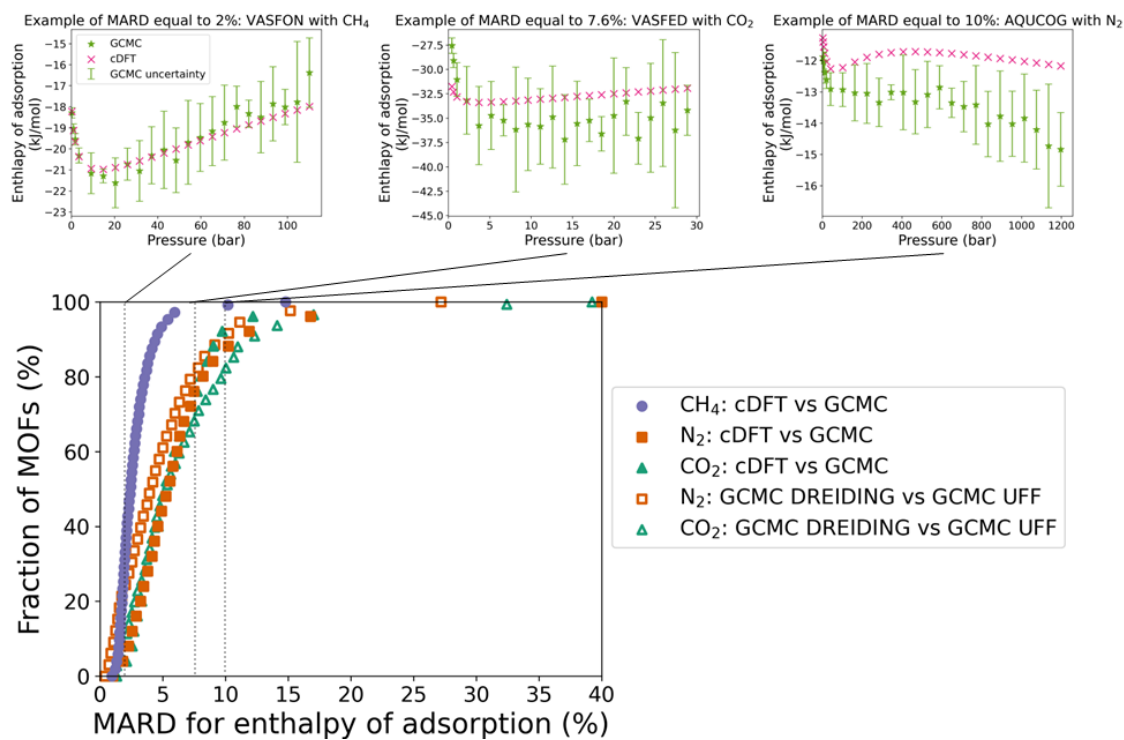 Example of MARD equal to 2%: VASFON with CH₄
Example of MARD equal to 7.6%: VASFED with CO₂
Example of MARD equal to 10%: AQUCOG with N₂
Enthlapy of adsorption
(kJ/mol)
−15
−16
−17
−18
−19
−20
−21
−22
−23
GCMC
cDFT
GCMC uncertainty
0 20 40 60 80 100
Pressure (bar)
Enthlapy of adsorption
(kJ/mol)
−27.5
−30.0
−32.5
−35.0
−37.5
−40.0
−42.5
−45.0
0 5 10 15 20 25 30
Pressure (bar)
Enthlapy of adsorption
(kJ/mol)
−12
−13
−14
−15
−16
0 200 400 600 800 1000 1200
Pressure (bar)
Fraction of MOFs (%)
100
80
60
40
20
0
0 5 10 15 20 25 30 35 40
MARD for enthalpy of adsorption (%)
CH₄: cDFT vs GCMC
N₂: cDFT vs GCMC
CO₂: cDFT vs GCMC
N₂: GCMC DREIDING vs GCMC UFF
CO₂: GCMC DREIDING vs GCMC UFF